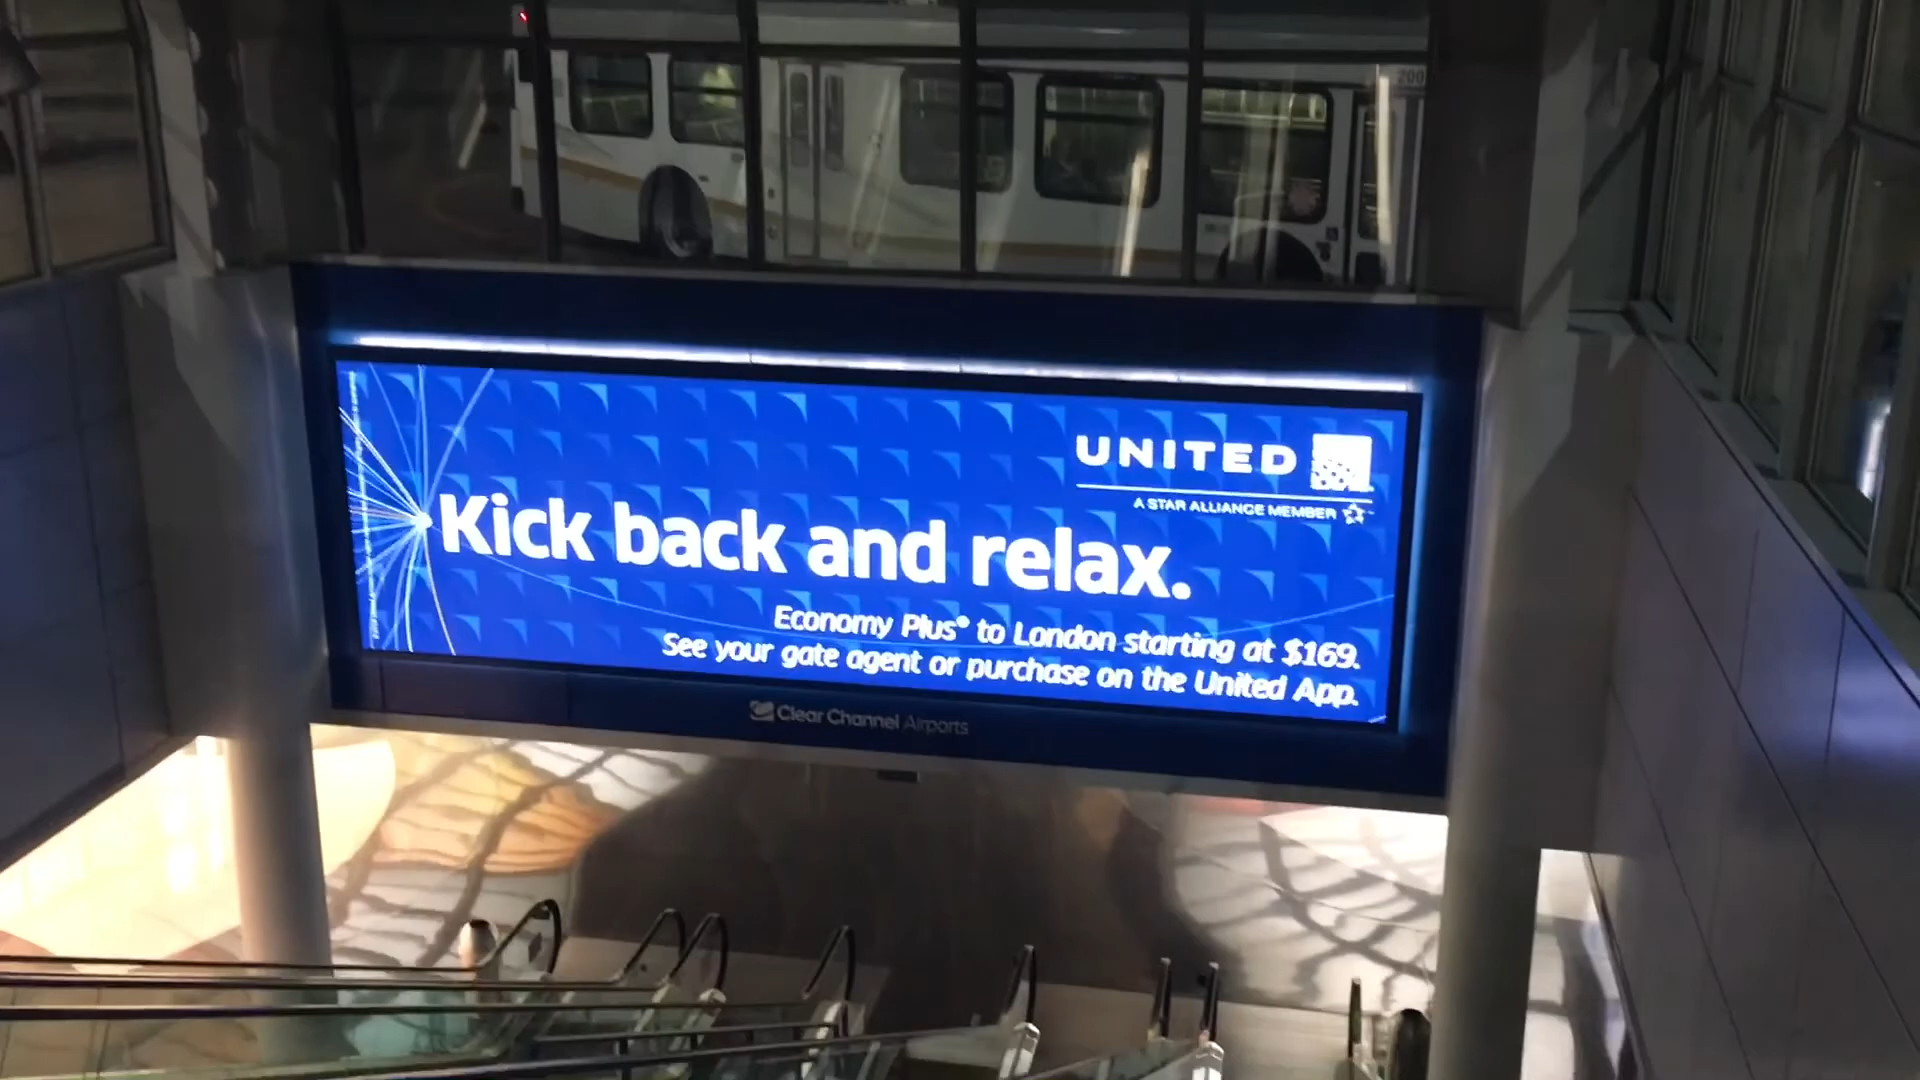 200
UNITED
A STAR ALLIANCE MEMBER
Kick back and relax.
Economy Plus® to London starting at $169.
See your gate agent or purchase on the United App.
Clear Channel Airports